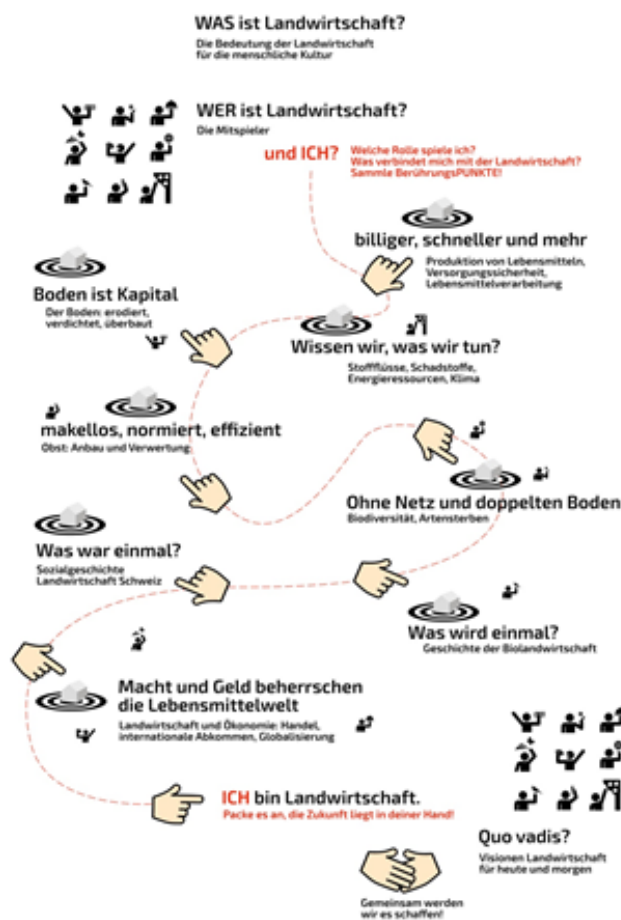 WAS ist Landwirtschaft?
Die Bedeutung der Landwirtschaft
für die menschliche Kultur
WER ist Landwirtschaft?
Die Mitspieler
und ICH?
Welche Rolle spiele ich?
Was verbindet mich mit der Landwirtschaft?
Sammle BerührungsPUNKTE!
billiger, schneller und mehr
Produktion von Lebensmitteln,
Versorgungssicherheit,
Lebensmittelverarbeitung
Boden ist Kapital
Der Boden: erodiert,
verdichtet, überbaut
Wissen wir, was wir tun?
Stoffflüsse, Schadstoffe,
Energieressourcen, Klima
makellos, normiert, effizient
Obst: Anbau und Verwertung
Ohne Netz und doppelten Boden
Biodiversität, Artensterben
Was war einmal?
Sozialgeschichte
Landwirtschaft Schweiz
Was wird einmal?
Geschichte der Biolandwirtschaft
Macht und Geld beherrschen
die Lebensmittelwelt
Landwirtschaft und Ökonomie: Handel,
internationale Abkommen, Globalisierung
ICH bin Landwirtschaft.
Packe es an, die Zukunft liegt in deiner Hand!
Quo vadis?
Visionen Landwirtschaft
für heute und morgen
Gemeinsam werden
wir es schaffen!